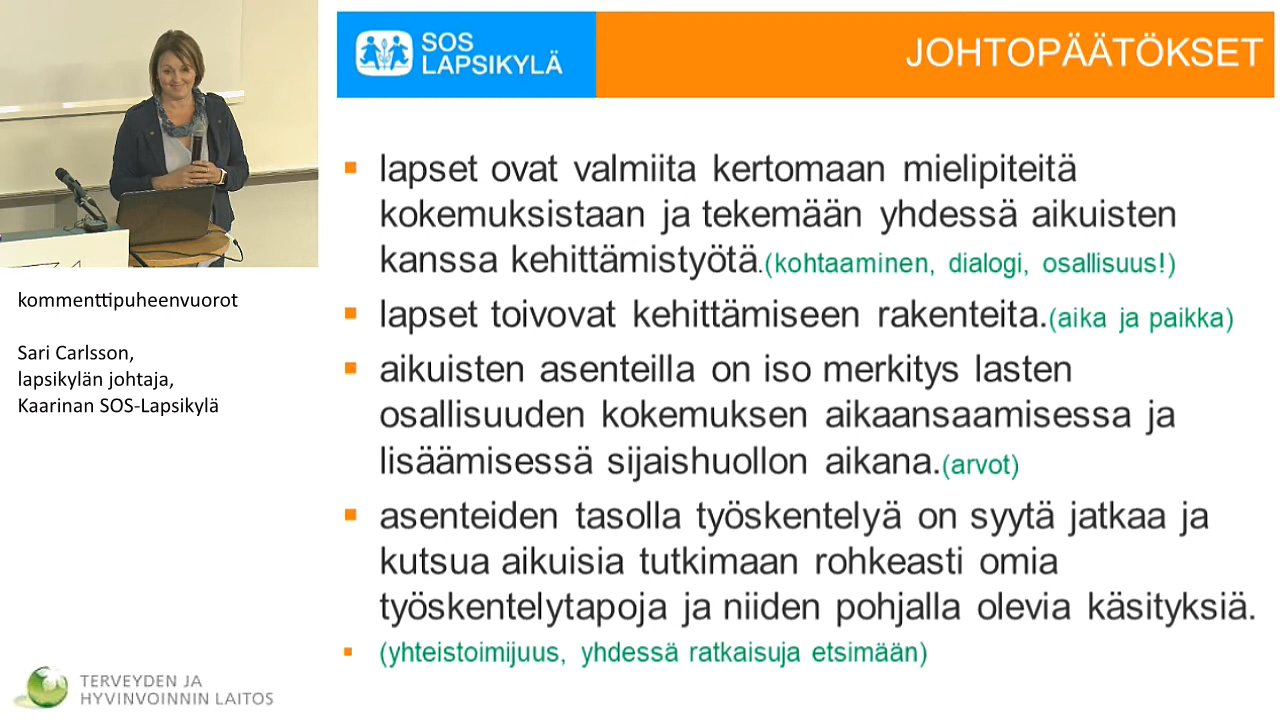 SOS
LAPSIKYLÄ
JOHTOPÄÄTÖKSET
▪ lapset ovat valmiita kertomaan mielipiteitä
kokemuksistaan ja tekemään yhdessä aikuisten
kanssa kehittämistyötä.(kohtaaminen, dialogi, osallisuus!)
▪ lapset toivovat kehittämiseen rakenteita.(aika ja paikka)
▪ aikuisten asenteilla on iso merkitys lasten
osallisuuden kokemuksen aikaansaamisessa ja
lisäämisessä sijaishuollon aikana.(arvot)
▪ asenteiden tasolla työskentelyä on syytä jatkaa ja
kutsua aikuisia tutkimaan rohkeasti omia
työskentelytapoja ja niiden pohjalla olevia käsityksiä.
▪ (yhteistoimijuus, yhdessä ratkaisuja etsimään)
kommenttipuheenvuorot
Sari Carlsson,
lapsikylän johtaja,
Kaarinan SOS-Lapsikylä
TERVEYDEN JA
HYVINVOINNIN LAITOS